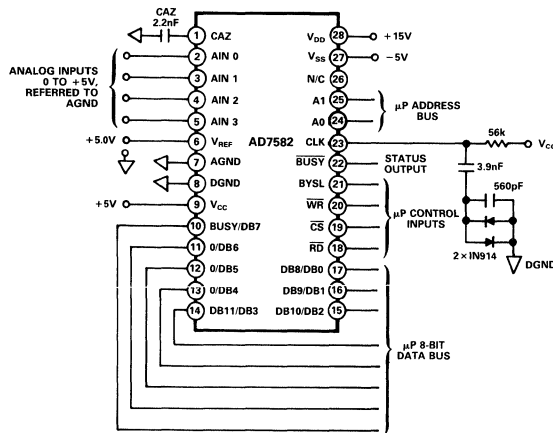 CAZ
2.2nF
1 CAZ
ANALOG INPUTS
0 TO +5V,
REFERRED TO
AGND
2 AIN 0
3 AIN 1
4 AIN 2
5 AIN 3
+5.0V
6 VREF
7 AGND
8 DGND
+5V
9 VCC
10 BUSY/DB7
11 0/DB6
12 0/DB5
13 0/DB4
14 DB11/DB3
AD7582
VDD 28 +15V
VSS 27 −5V
N/C 26
A1 25
A0 24
μP ADDRESS
BUS
CLK 23
56k
VCC
BUSY 22
STATUS
OUTPUT
3.9nF
560pF
2×IN914
DGND
BYSL 21
WR 20
CS 19
RD 18
μP CONTROL
INPUTS
DB8/DB0 17
DB9/DB1 16
DB10/DB2 15
μP 8-BIT
DATA BUS